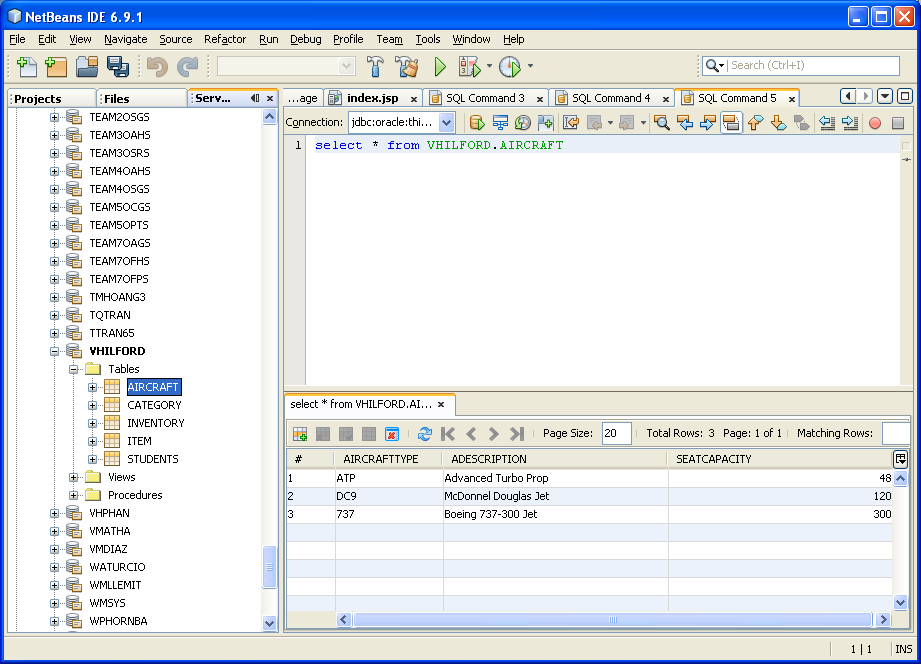 NetBeans IDE 6.9.1
File Edit View Navigate Source Refactor Run Debug Profile Team Tools Window Help
Search (Ctrl+I)
Projects Files Serv...
TEAM2OSGS
TEAM3OAHS
TEAM3OSRS
TEAM4OAHS
TEAM4OSGS
TEAM5OCGS
TEAM5OPTS
TEAM7OAGS
TEAM7OFHS
TEAM7OFPS
TMHOANG3
TQTRAN
TTRAN65
VHILFORD
Tables
AIRCRAFT
CATEGORY
INVENTORY
ITEM
STUDENTS
Views
Procedures
VHPHAN
VMATHA
VMDIAZ
WATURCIO
WMLLEMIT
WMSYS
WPHORNBA
...age index.jsp SQL Command 3 SQL Command 4 SQL Command 5
Connection: jdbc:oracle:thi...
1 select * from VHILFORD.AIRCRAFT
select * from VHILFORD.AI...
Page Size: 20 Total Rows: 3 Page: 1 of 1 Matching Rows:
# AIRCRAFTTYPE ADESCRIPTION SEATCAPACITY
1 ATP Advanced Turbo Prop 48
2 DC9 McDonnel Douglas Jet 120
3 737 Boeing 737-300 Jet 300
1 | 1 INS